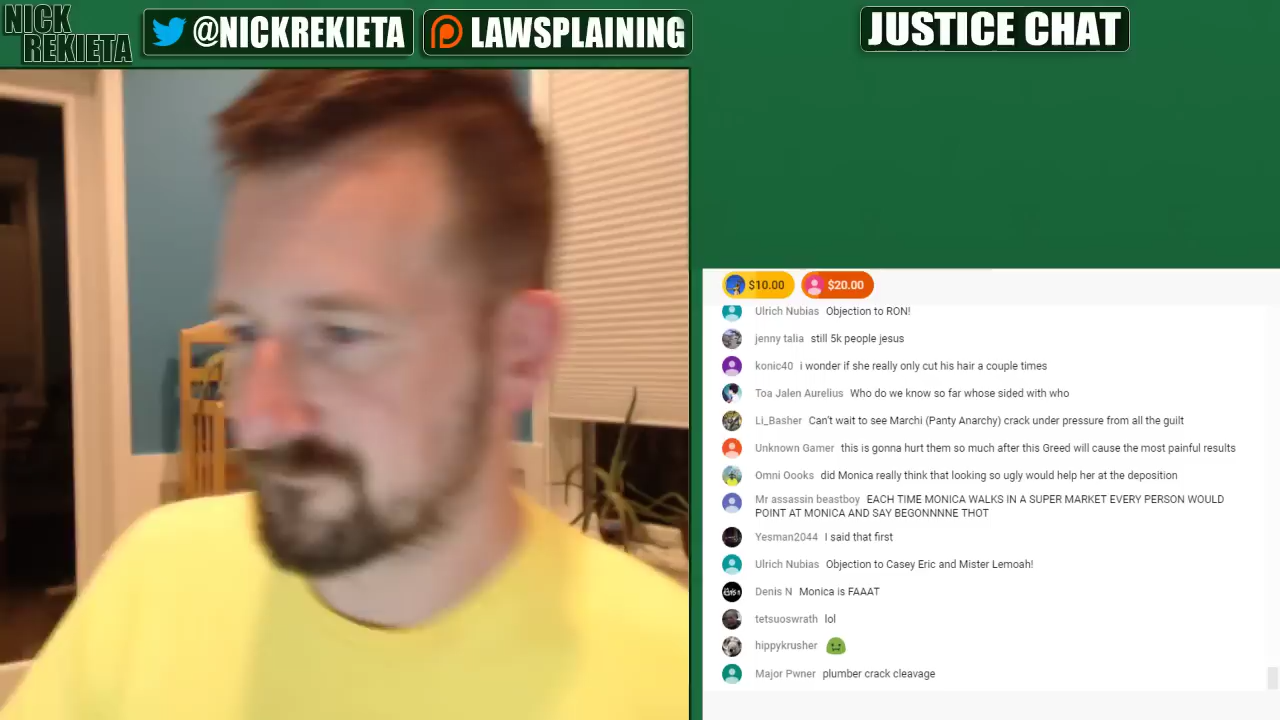 NICK
REKIETA
@NICKREKIETA
LAWSPLAINING
JUSTICE CHAT
$10.00
$20.00
Ulrich Nubias Objection to RON!
jenny talia still 5k people jesus
konic40 i wonder if she really only cut his hair a couple times
Toa Jalen Aurelius Who do we know so far whose sided with who
Li_Basher Can't wait to see Marchi (Panty Anarchy) crack under pressure from all the guilt
Unknown Gamer this is gonna hurt them so much after this Greed will cause the most painful results
Omni Oooks did Monica really think that looking so ugly would help her at the deposition
Mr assassin beastboy EACH TIME MONICA WALKS IN A SUPER MARKET EVERY PERSON WOULD
POINT AT MONICA AND SAY BEGONNNNE THOT
Yesman2044 I said that first
Ulrich Nubias Objection to Casey Eric and Mister Lemoah!
Denis N Monica is FAAAT
tetsuoswrath lol
hippykrusher
Major Pwner plumber crack cleavage